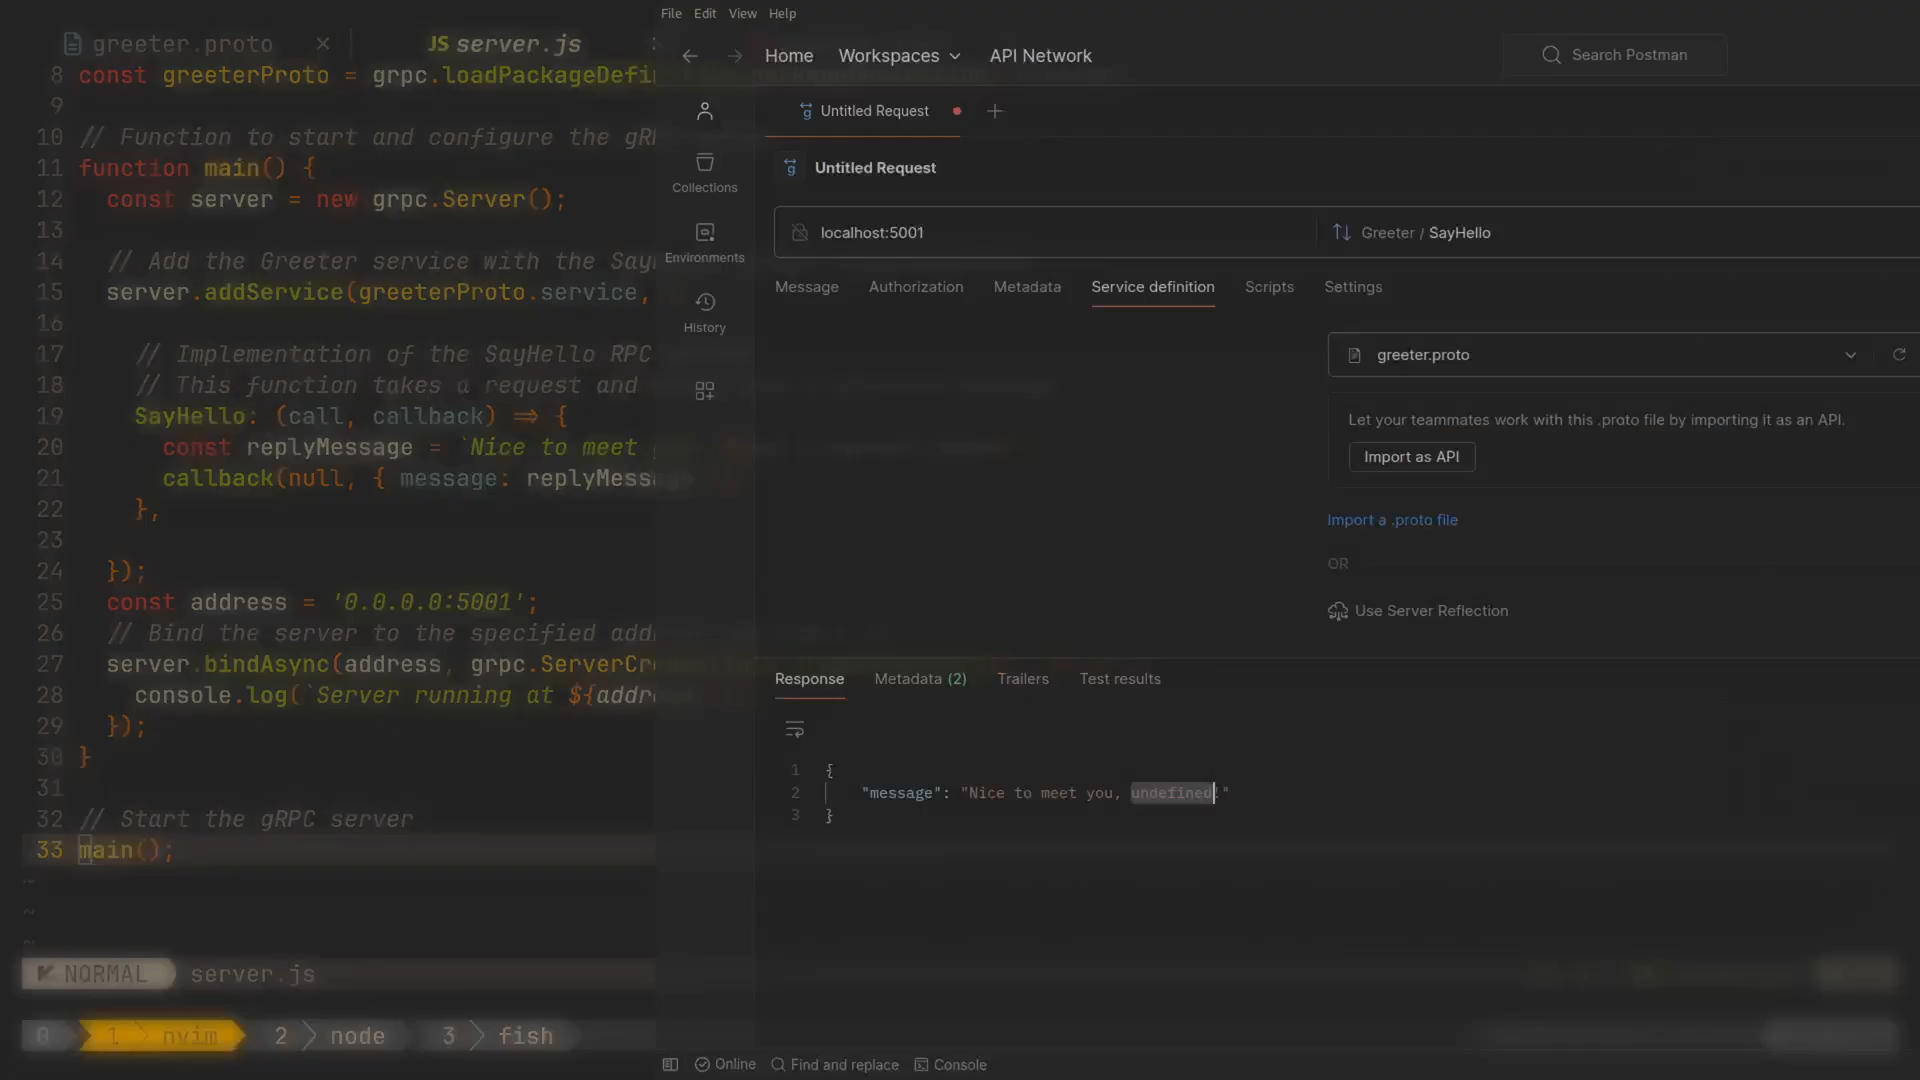 greeter.proto × JS server.js
8 const greeterProto = grpc.loadPackageDefi
9
10 // Function to start and configure the gR
11 function main() {
12 const server = new grpc.Server();
13
14 // Add the Greeter service with the Say
15 server.addService(greeterProto.service,
16
17 // Implementation of the SayHello RPC
18 // This function takes a request and
19 SayHello: (call, callback) => {
20 const replyMessage = `Nice to meet
21 callback(null, { message: replyMessa
22 },
23
24 });
25 const address = '0.0.0.0:5001';
26 // Bind the server to the specified add
27 server.bindAsync(address, grpc.ServerCr
28 console.log(`Server running at ${addr
29 });
30 }
31
32 // Start the gRPC server
33 main();
~
~
~
NORMAL server.js
0 1 nvim 2 node 3 fish
File Edit View Help
Home Workspaces API Network Search Postman
Untitled Request
Untitled Request
Collections
Environments
History
localhost:5001 Greeter / SayHello
Message Authorization Metadata Service definition Scripts Settings
greeter.proto
Let your teammates work with this .proto file by importing it as an API.
Import as API
Import a .proto file
OR
Use Server Reflection
Response Metadata (2) Trailers Test results
1 {
2 "message": "Nice to meet you, undefined!"
3 }
Online Find and replace Console